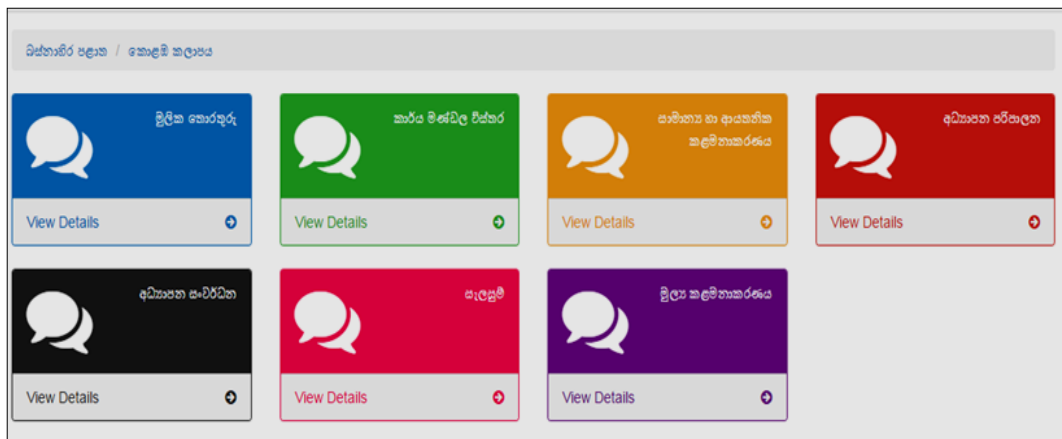 බස්නාහිර පළාත / කොළඹ කලාපය
මූලික තොරතුරු
View Details
කාර්ය මණ්ඩල විස්තර
View Details
සාමාන්‍ය හා ආයතනික
කළමනාකරණය
View Details
අධ්‍යාපන පරිපාලන
View Details
අධ්‍යාපන සංවර්ධන
View Details
සැලසුම්
View Details
මූල්‍ය කළමනාකරණය
View Details